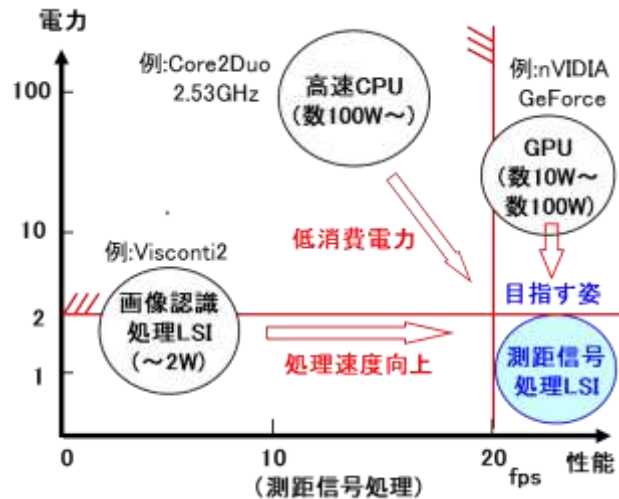 電力
例:Core2Duo
2.53GHz
高速CPU
(数100W～)
例:nVIDIA
GeForce
GPU
(数10W～
数100W)
100
10
2
1
例:Visconti2
画像認識
処理LSI
(～2W)
低消費電力
処理速度向上
目指す姿
測距信号
処理LSI
0
10
20
fps
性能
(測距信号処理)